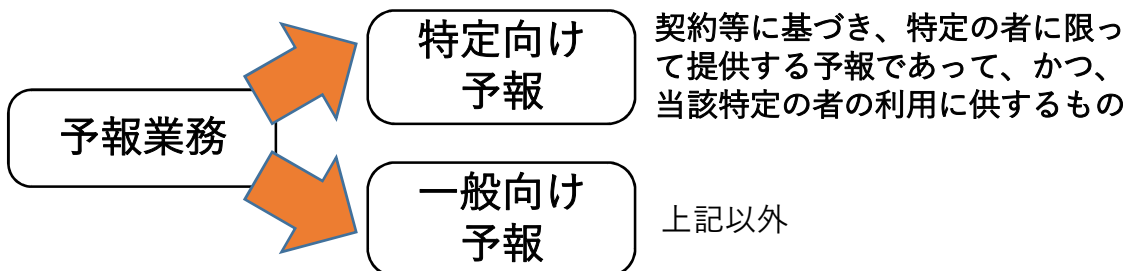 予報業務
特定向け
予報
契約等に基づき、特定の者に限っ
て提供する予報であって、かつ、
当該特定の者の利用に供するもの
一般向け
予報
上記以外